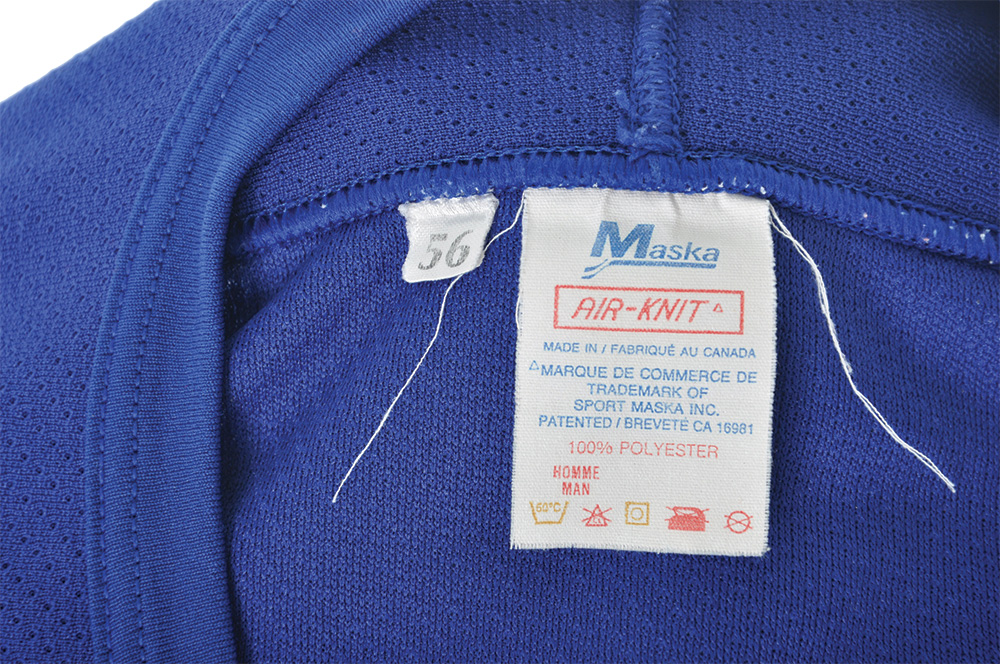 56
Maska
AIR-KNIT △
MADE IN / FABRIQUÉ AU CANADA
△MARQUE DE COMMERCE DE
TRADEMARK OF
SPORT MASKA INC.
PATENTED / BREVETÉ CA 16981
100% POLYESTER
HOMME
MAN
60°C